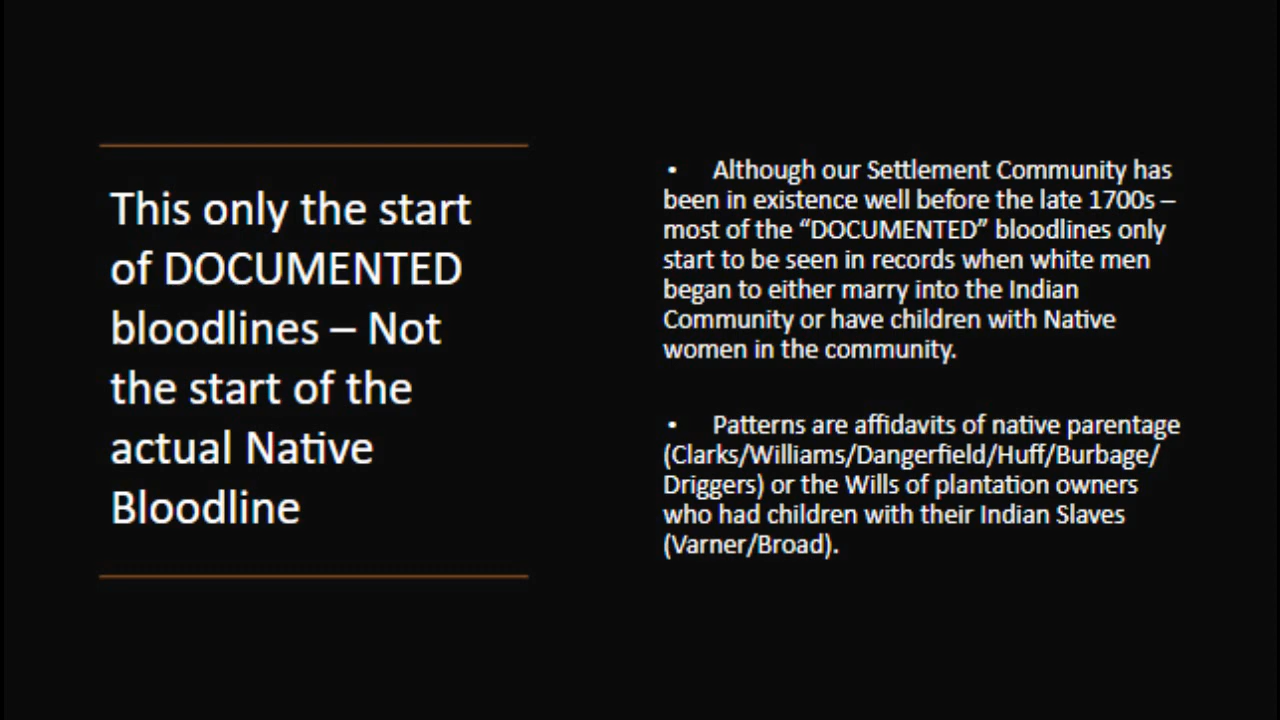 This only the start
of DOCUMENTED
bloodlines – Not
the start of the
actual Native
Bloodline
• Although our Settlement Community has
been in existence well before the late 1700s –
most of the “DOCUMENTED” bloodlines only
start to be seen in records when white men
began to either marry into the Indian
Community or have children with Native
women in the community.
• Patterns are affidavits of native parentage
(Clarks/Williams/Dangerfield/Huff/Burbage/
Driggers) or the Wills of plantation owners
who had children with their Indian Slaves
(Varner/Broad).